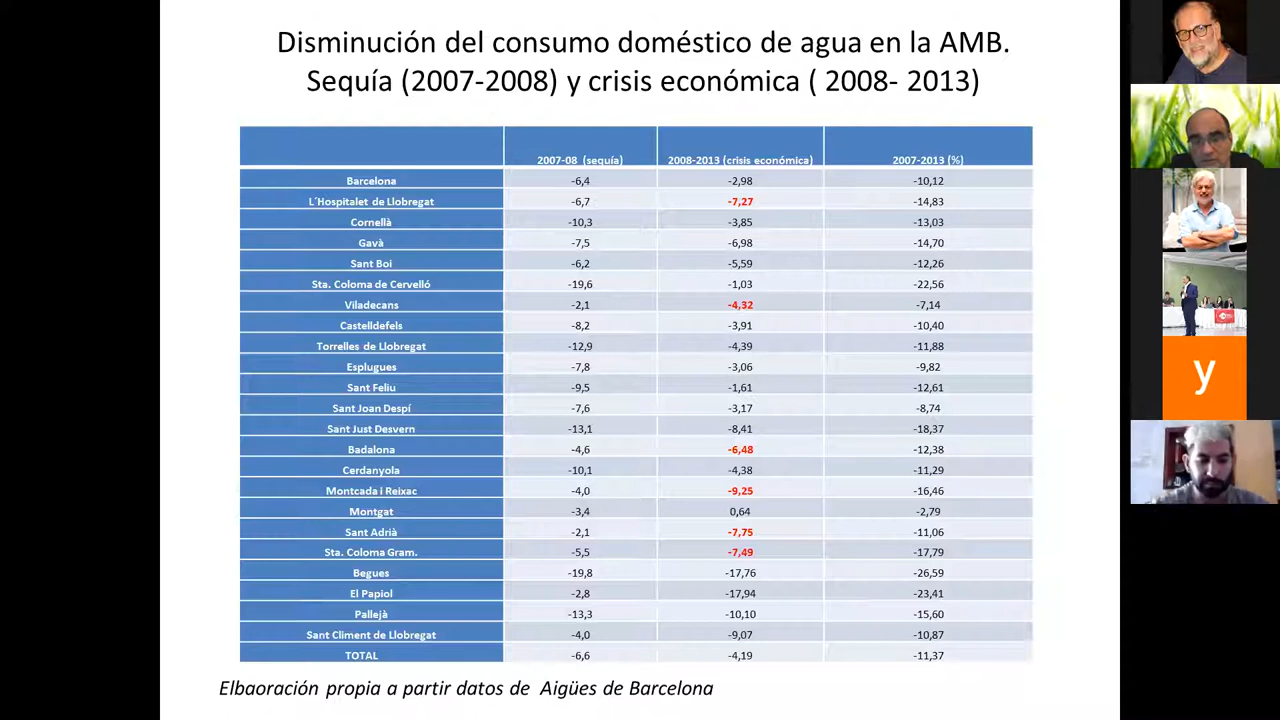 Disminución del consumo doméstico de agua en la AMB.
Sequía (2007-2008) y crisis económica ( 2008- 2013)
2007-08 (sequía) 2008-2013 (crisis económica) 2007-2013 (%)
Barcelona -6,4 -2,98 -10,12
L´Hospitalet de Llobregat -6,7 -7,27 -14,83
Cornellà -10,3 -3,85 -13,03
Gavà -7,5 -6,98 -14,70
Sant Boi -6,2 -5,59 -12,26
Sta. Coloma de Cervelló -19,6 -1,03 -22,56
Viladecans -2,1 -4,32 -7,14
Castelldefels -8,2 -3,91 -10,40
Torrelles de Llobregat -12,9 -4,39 -11,88
Esplugues -7,8 -3,06 -9,82
Sant Feliu -9,5 -1,61 -12,61
Sant Joan Despí -7,6 -3,17 -8,74
Sant Just Desvern -13,1 -8,41 -18,37
Badalona -4,6 -6,48 -12,38
Cerdanyola -10,1 -4,38 -11,29
Montcada i Reixac -4,0 -9,25 -16,46
Montgat -3,4 0,64 -2,79
Sant Adrià -2,1 -7,75 -11,06
Sta. Coloma Gram. -5,5 -7,49 -17,79
Begues -19,8 -17,76 -26,59
El Papiol -2,8 -17,94 -23,41
Pallejà -13,3 -10,10 -15,60
Sant Climent de Llobregat -4,0 -9,07 -10,87
TOTAL -6,6 -4,19 -11,37
Elbaoración propia a partir datos de Aigües de Barcelona
y